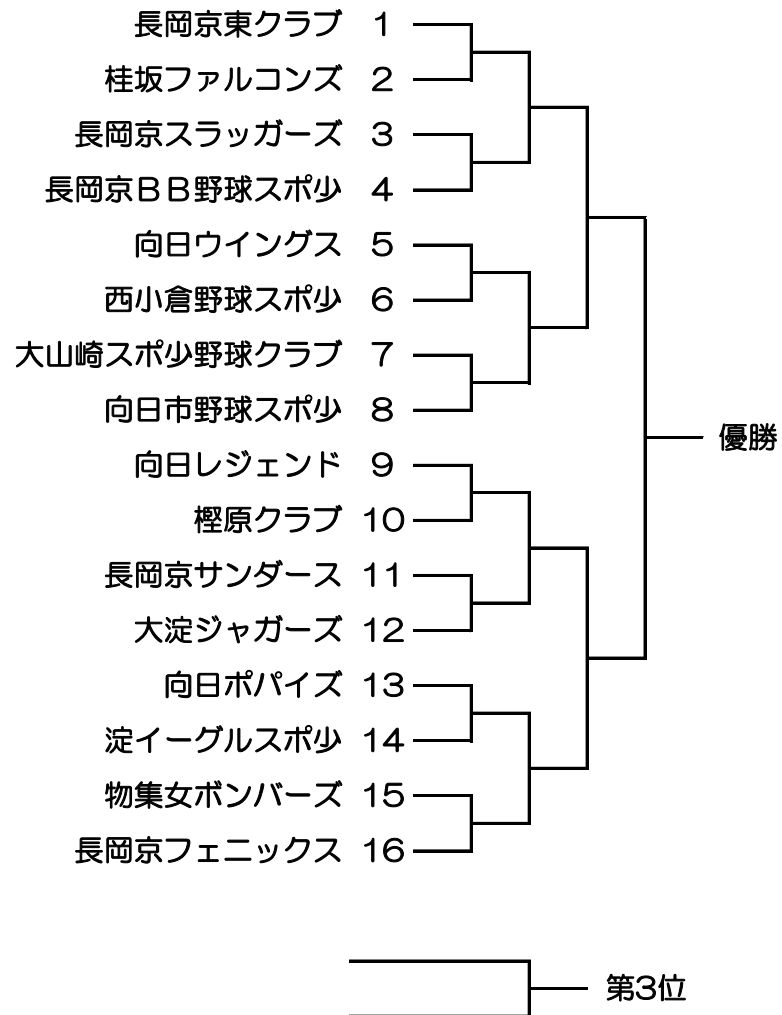 長岡京東クラブ 1
桂坂ファルコンズ 2
長岡京スラッガーズ 3
長岡京ＢＢ野球スポ少 4
向日ウイングス 5
西小倉野球スポ少 6
大山崎スポ少野球クラブ 7
向日市野球スポ少 8
優勝
向日レジェンド 9
樫原クラブ 10
長岡京サンダース 11
大淀ジャガーズ 12
向日ポパイズ 13
淀イーグルスポ少 14
物集女ボンバーズ 15
長岡京フェニックス 16
第3位